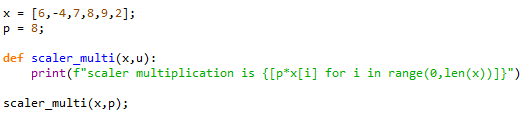 x = [6,-4,7,8,9,2];
p = 8;
def scaler_multi(x,u):
    print(f"scaler multiplication is {[p*x[i] for i in range(0,len(x))]}")
scaler_multi(x,p);